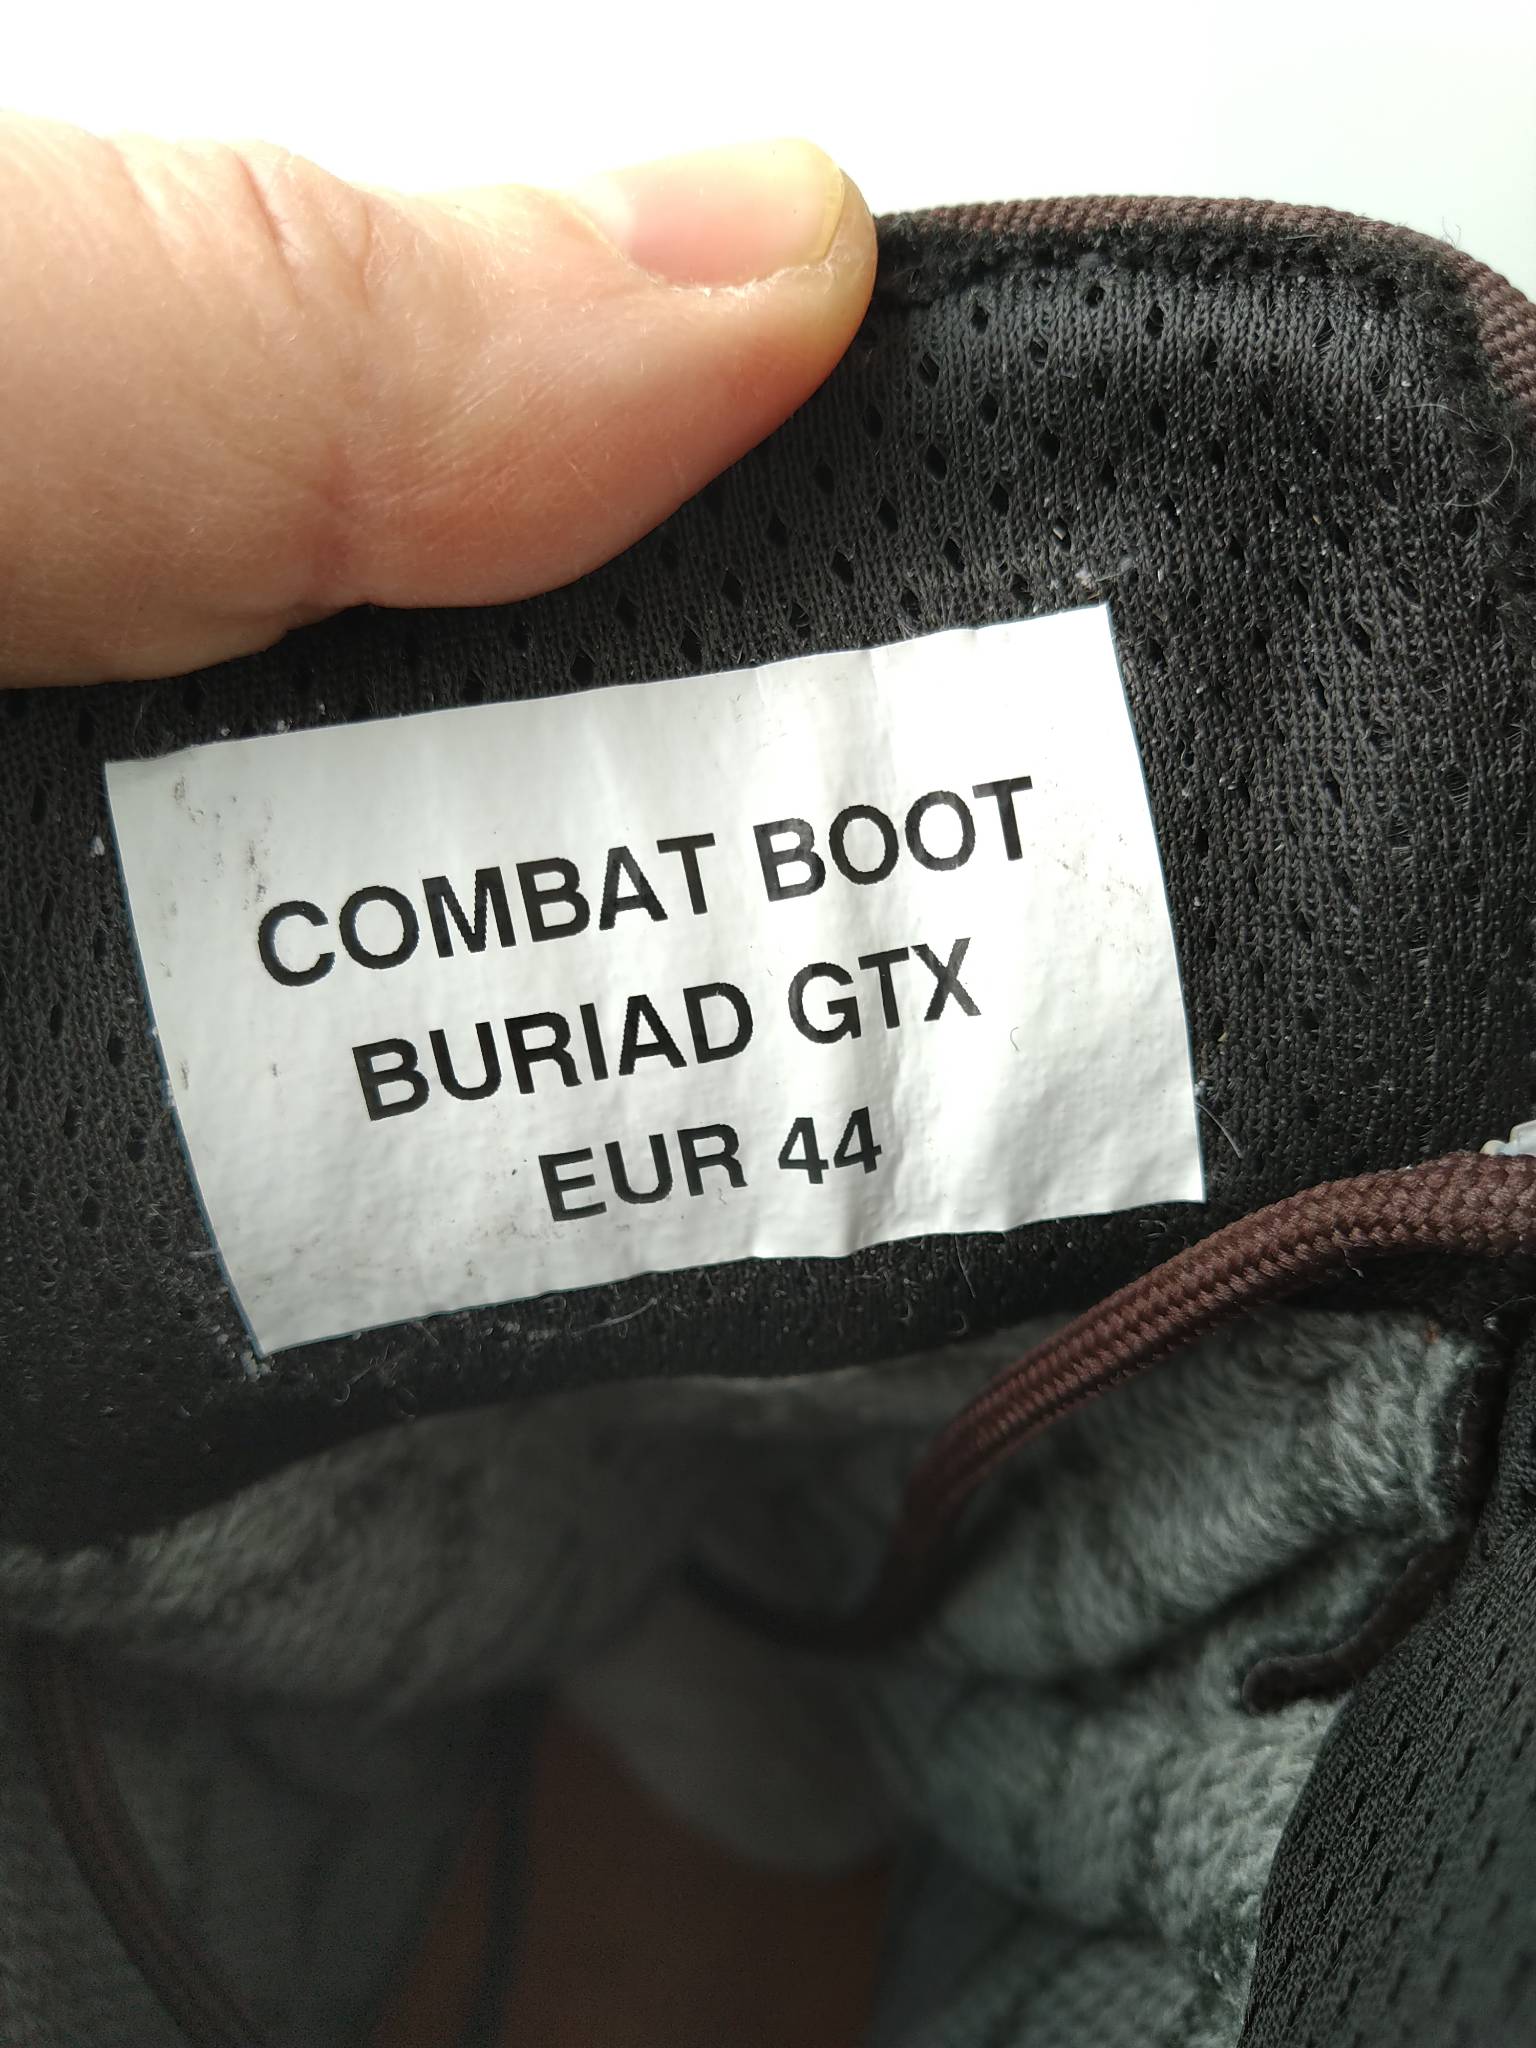 COMBAT BOOT
BURIAD GTX
EUR 44